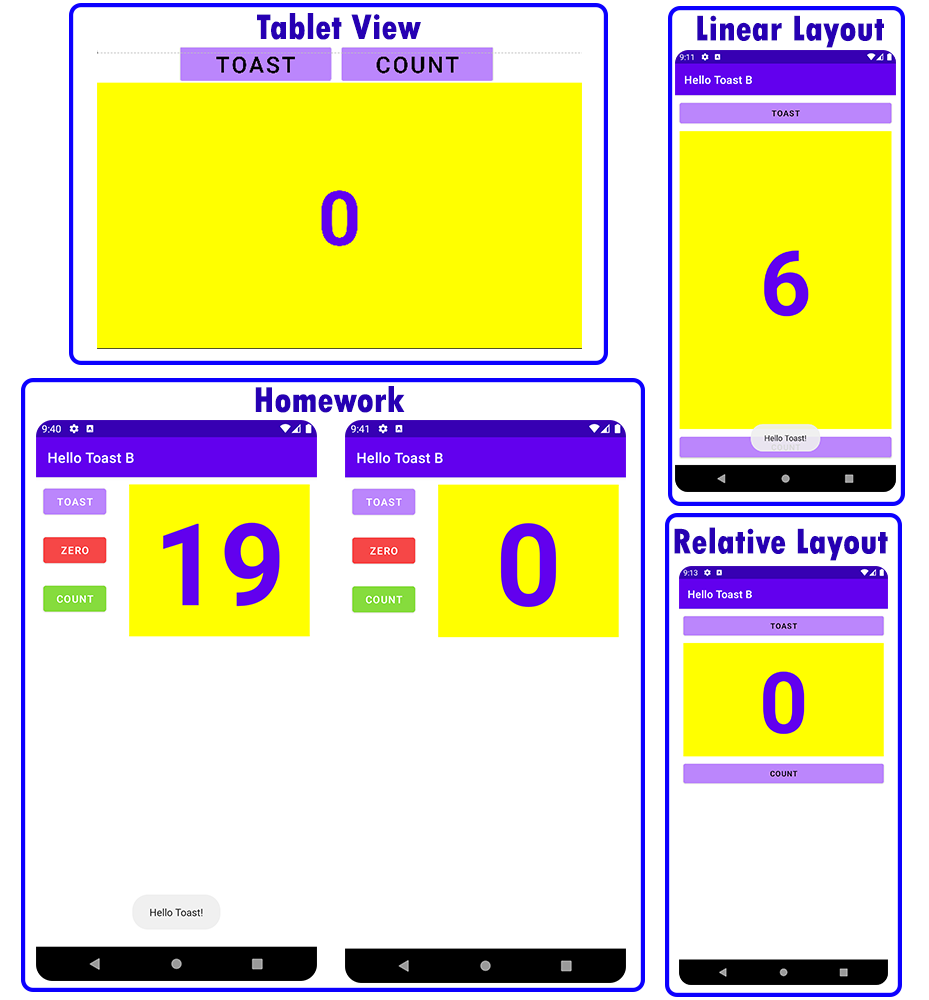 Tablet View
TOAST COUNT
0
Linear Layout
9:11
Hello Toast B
TOAST
6
Hello Toast!
COUNT
Homework
9:40
Hello Toast B
TOAST
ZERO
COUNT
19
Hello Toast!
9:41
Hello Toast B
TOAST
ZERO
COUNT
0
Relative Layout
9:13
Hello Toast B
TOAST
0
COUNT